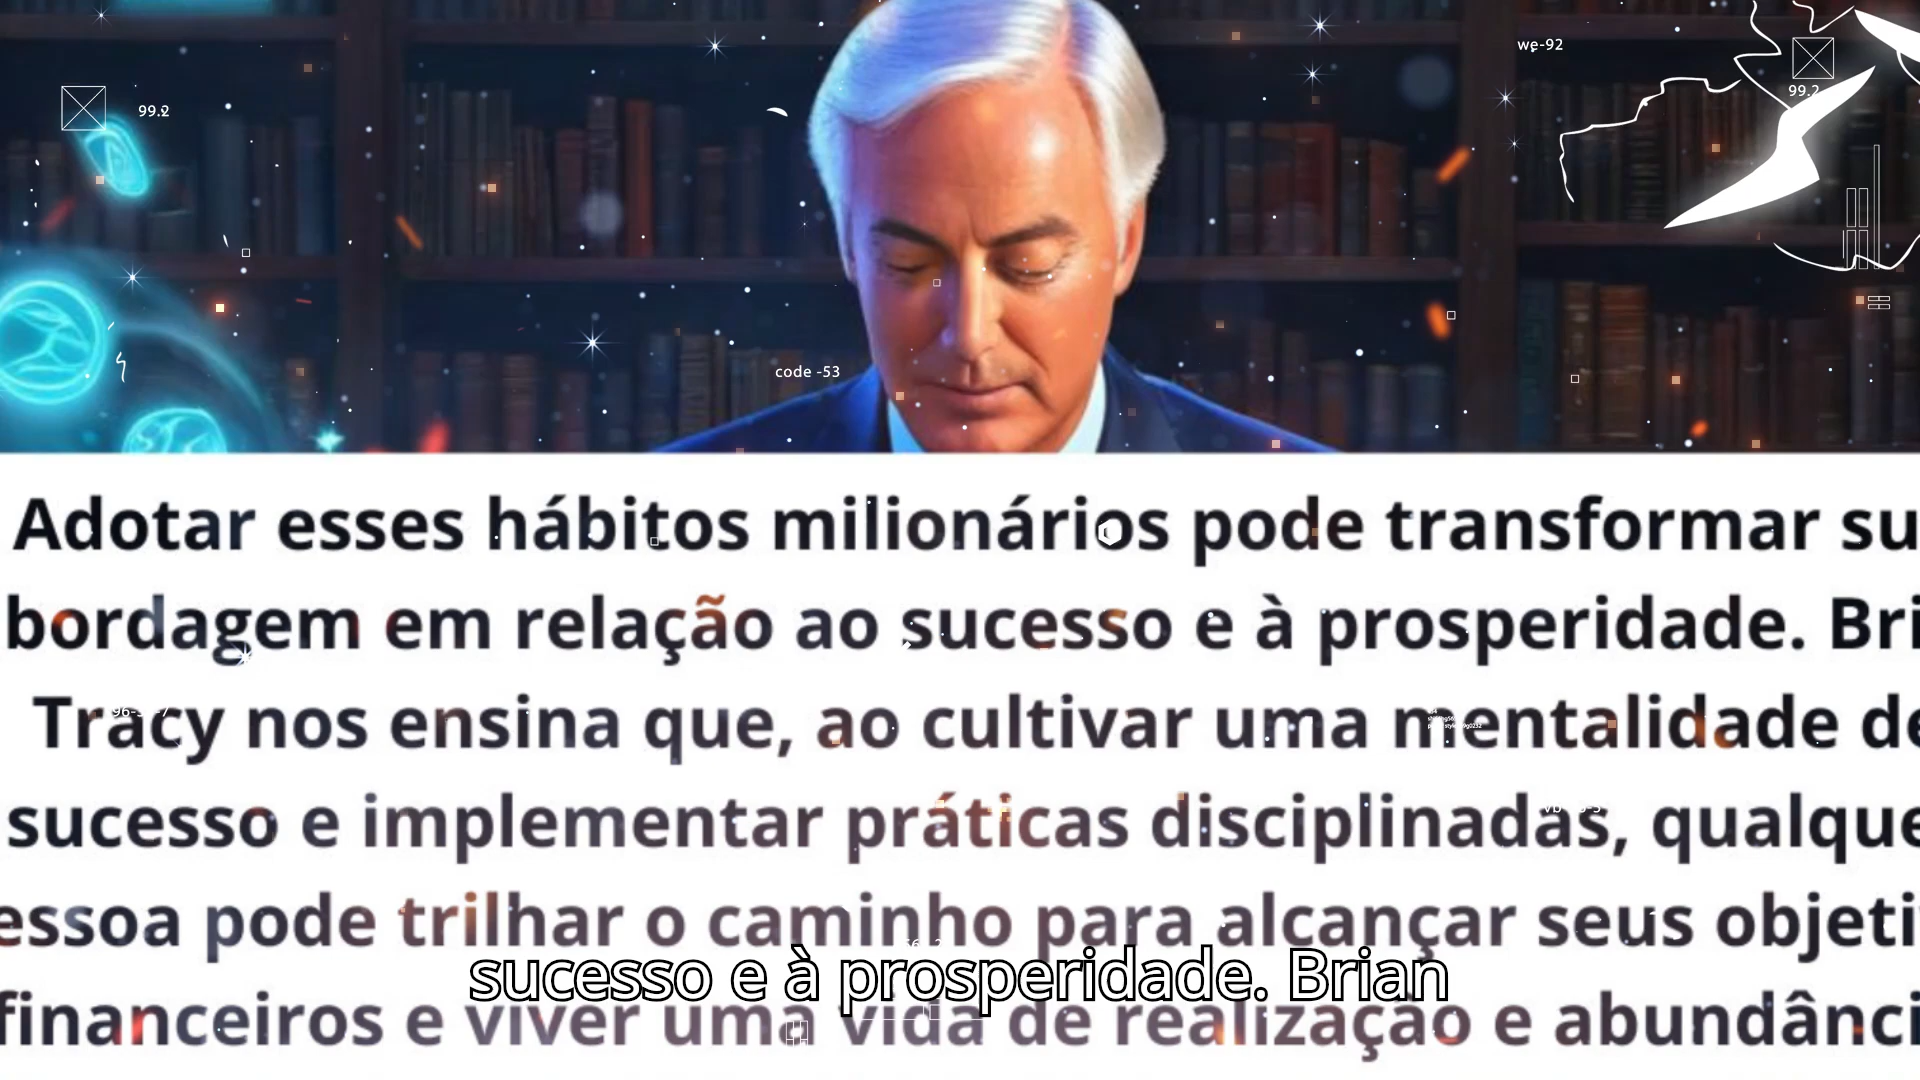 wę-92
99.2
99.2
code -53
Adotar esses hábitos milionários pode transformar su
bordagem em relação ao sucesso e à prosperidade. Bri
Tracy nos ensina que, ao cultivar uma mentalidade de
sucesso e implementar práticas disciplinadas, qualque
essoa pode trilhar o caminho para alcançar seus objeti
sucesso e à prosperidade. Brian
financeiros e viver uma vida de realização e abundânci